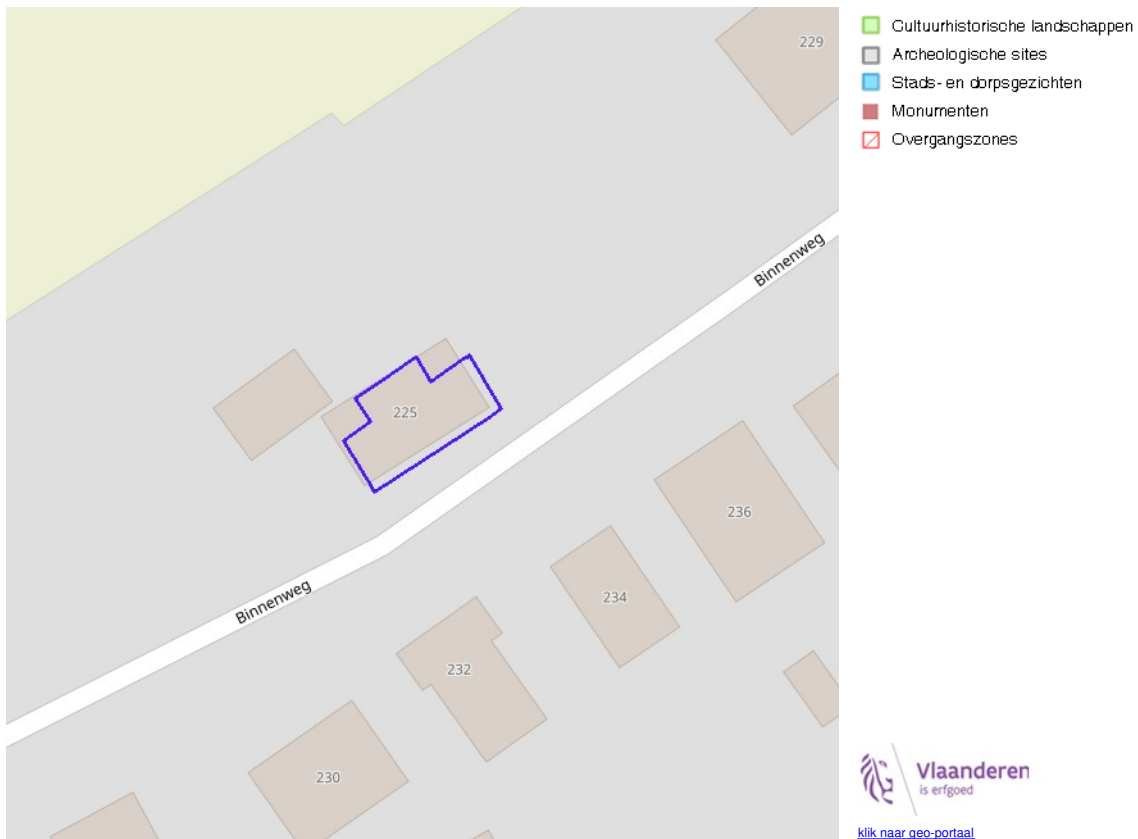 229
Binnenweg
225
236
234
Binnenweg
232
230
Cultuurhistorische landschappen
Archeologische sites
Stads- en dorpsgezichten
Monumenten
Overgangszones
Vlaanderen
is erfgoed
klik naar geo-portaal